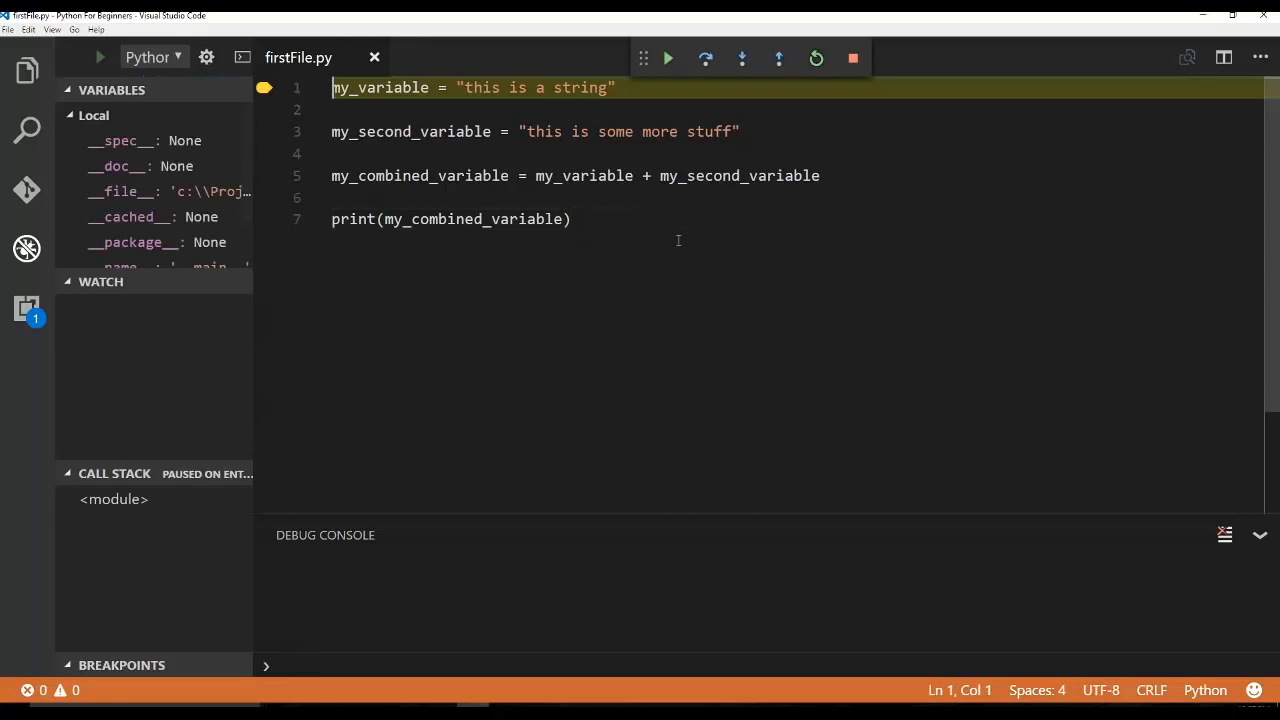 firstFile.py - Python For Beginners - Visual Studio Code
File Edit View Go Help
Python
firstFile.py
VARIABLES
Local
__spec__: None
__doc__: None
__file__: 'c:\\Proj…
__cached__: None
__package__: None
__name__: '__main__'
WATCH
CALL STACK PAUSED ON ENT…
<module>
BREAKPOINTS
1 my_variable = "this is a string"
2
3 my_second_variable = "this is some more stuff"
4
5 my_combined_variable = my_variable + my_second_variable
6
7 print(my_combined_variable)
DEBUG CONSOLE
1
0 0
Ln 1, Col 1 Spaces: 4 UTF-8 CRLF Python